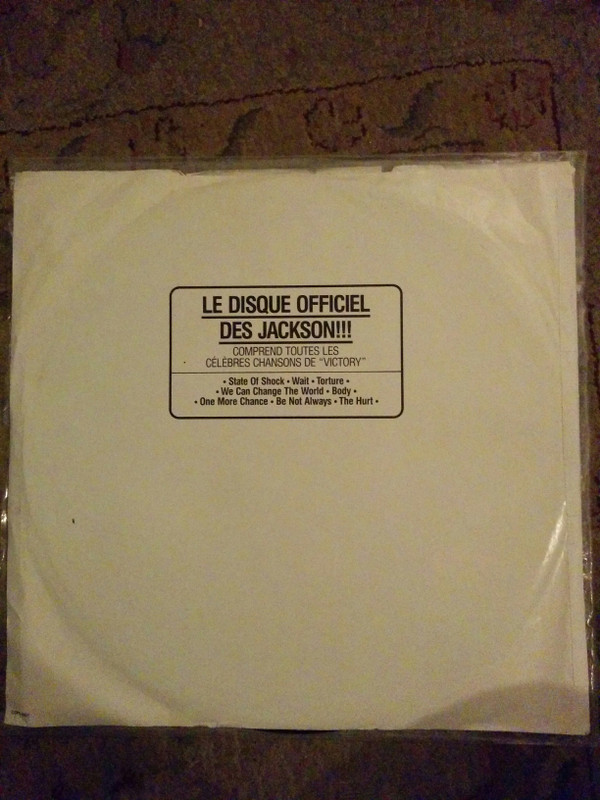 LE DISQUE OFFICIEL
DES JACKSON!!!
COMPREND TOUTES LES
CÉLÈBRES CHANSONS DE "VICTORY"
• State Of Shock • Wait • Torture •
• We Can Change The World • Body •
• One More Chance • Be Not Always • The Hurt •